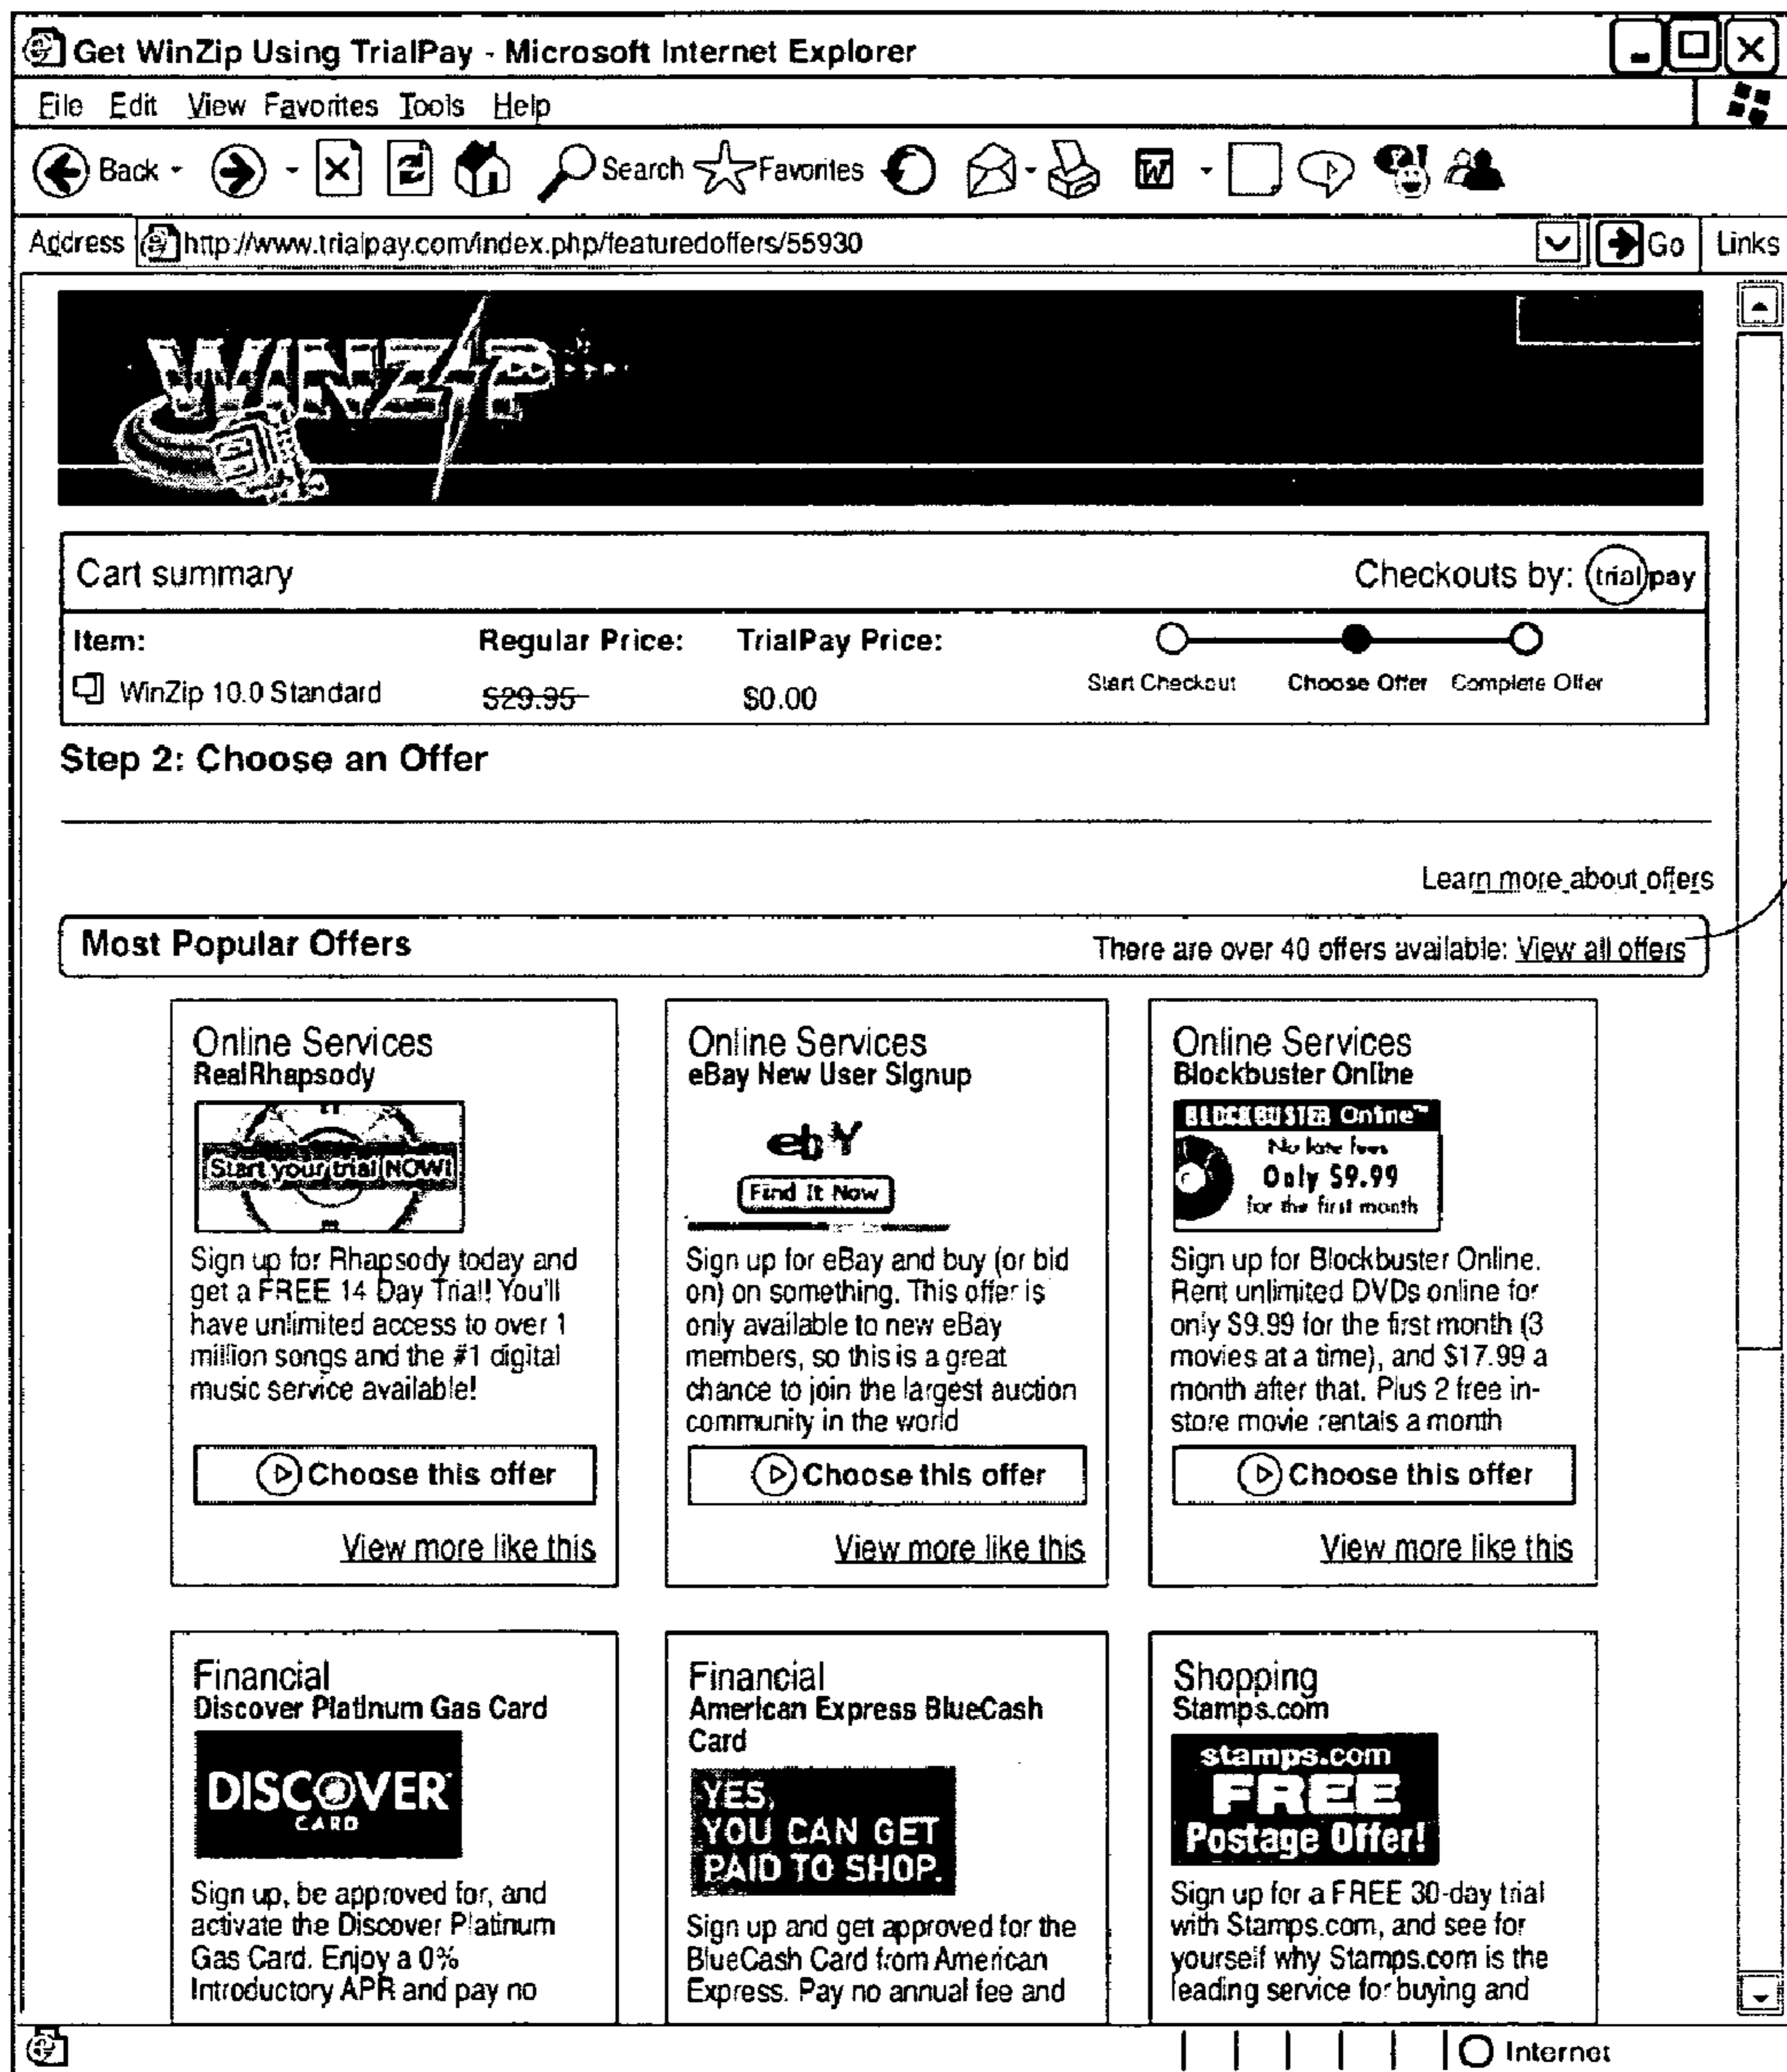 Get WinZip Using TrialPay - Microsoft Internet Explorer
File Edit View Favorites Tools Help
Back Search Favorites
Address http://www.trialpay.com/index.php/featuredoffers/55930 Go Links
WINZIP
Cart summary Checkouts by: trialpay
Item: Regular Price: TrialPay Price:
WinZip 10.0 Standard $29.95 $0.00 Start Checkout Choose Offer Complete Offer
Step 2: Choose an Offer
Learn more about offers
Most Popular Offers There are over 40 offers available: View all offers
Online Services
RealRhapsody
Start your trial NOW!
Sign up for Rhapsody today and
get a FREE 14 Day Trial! You'll
have unlimited access to over 1
million songs and the #1 digital
music service available!
Choose this offer
View more like this
Online Services
eBay New User Signup
ebY
Find It Now
Sign up for eBay and buy (or bid
on) on something. This offer is
only available to new eBay
members, so this is a great
chance to join the largest auction
community in the world
Choose this offer
View more like this
Online Services
Blockbuster Online
BLOCKBUSTER Online™
No late fees
Only $9.99
for the first month
Sign up for Blockbuster Online.
Rent unlimited DVDs online for
only $9.99 for the first month (3
movies at a time), and $17.99 a
month after that. Plus 2 free in-
store movie rentals a month
Choose this offer
View more like this
Financial
Discover Platinum Gas Card
DISCOVER
CARD
Sign up, be approved for, and
activate the Discover Platinum
Gas Card. Enjoy a 0%
Introductory APR and pay no
Financial
American Express BlueCash
Card
YES,
YOU CAN GET
PAID TO SHOP.
Sign up and get approved for the
BlueCash Card from American
Express. Pay no annual fee and
Shopping
Stamps.com
stamps.com
FREE
Postage Offer!
Sign up for a FREE 30-day trial
with Stamps.com, and see for
yourself why Stamps.com is the
leading service for buying and
Internet